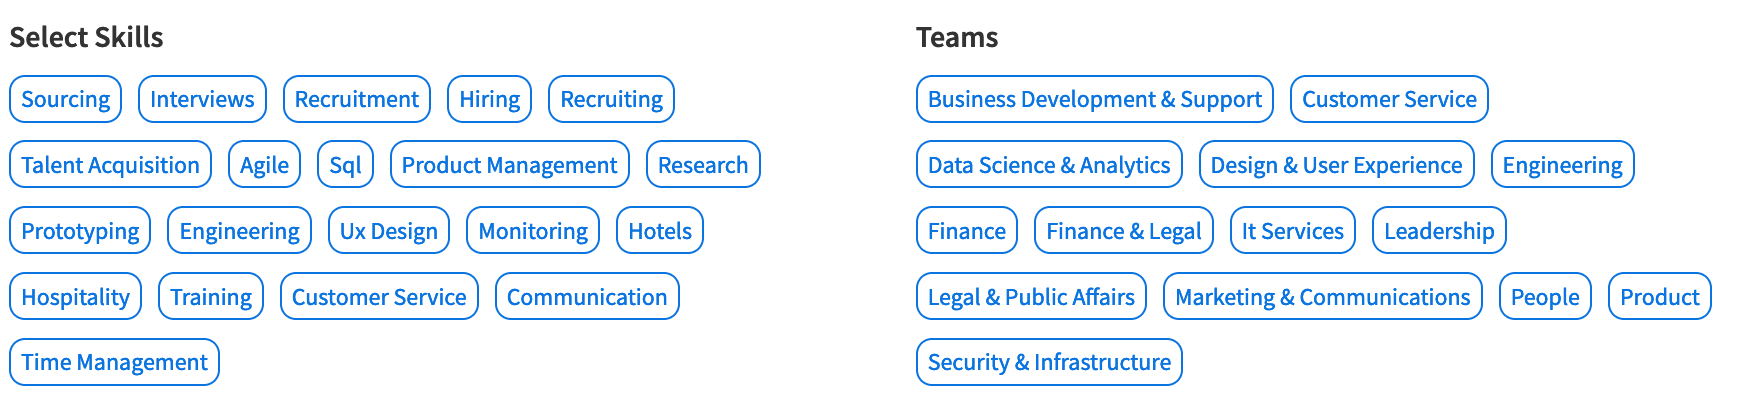 Select Skills
Sourcing Interviews Recruitment Hiring Recruiting
Talent Acquisition Agile Sql Product Management Research
Prototyping Engineering Ux Design Monitoring Hotels
Hospitality Training Customer Service Communication
Time Management
Teams
Business Development & Support Customer Service
Data Science & Analytics Design & User Experience Engineering
Finance Finance & Legal It Services Leadership
Legal & Public Affairs Marketing & Communications People Product
Security & Infrastructure